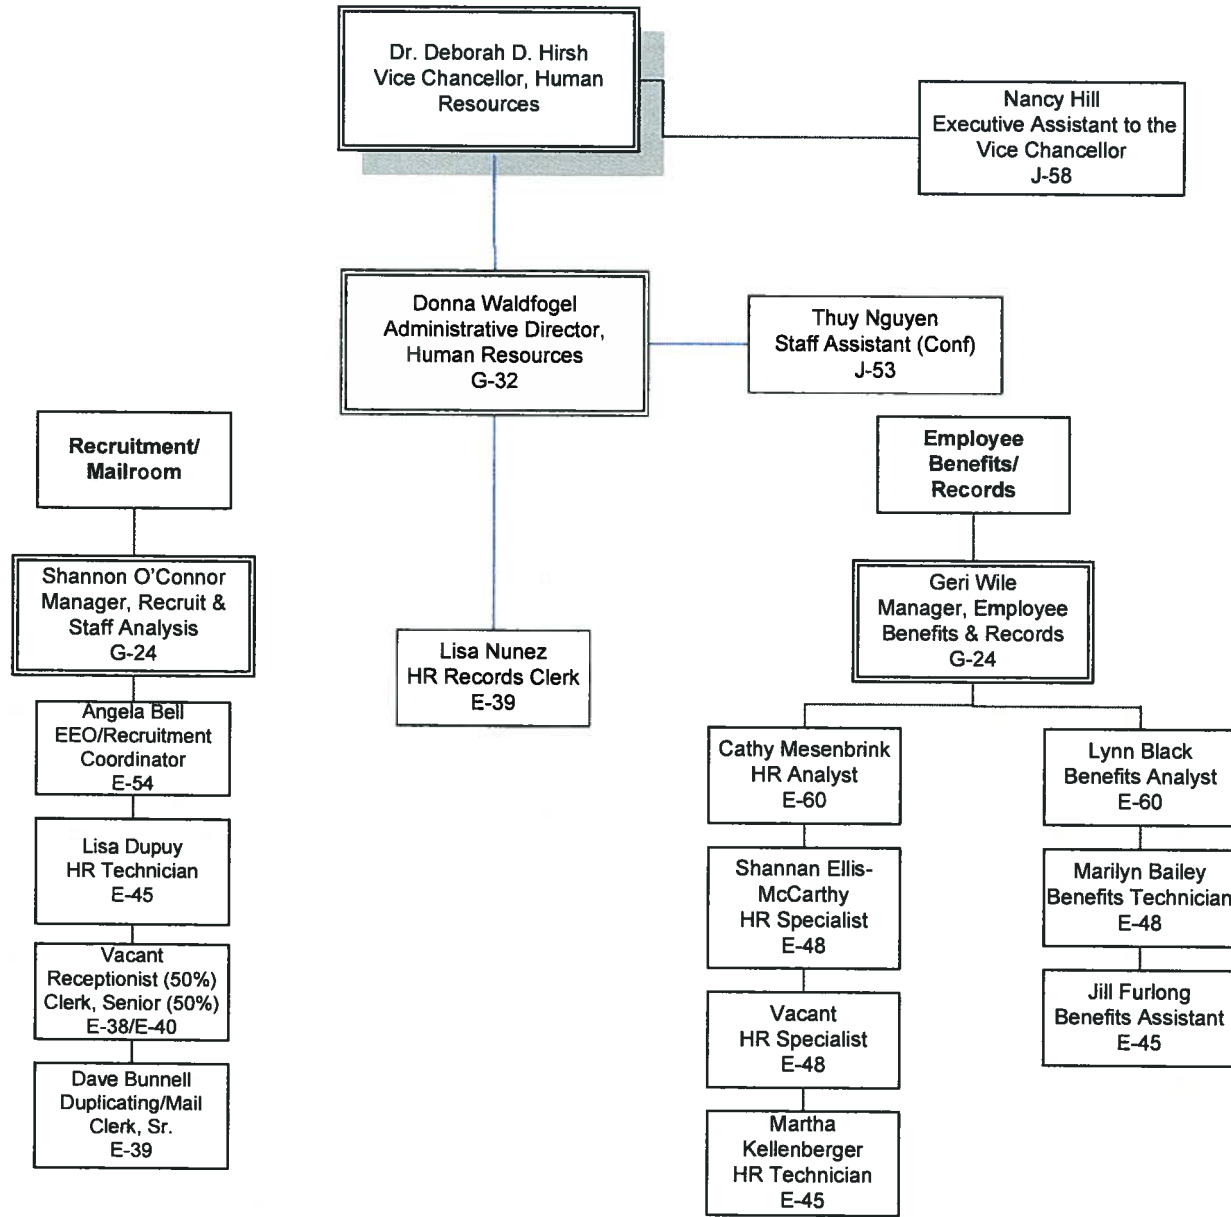 Dr. Deborah D. Hirsh
Vice Chancellor, Human
Resources
Nancy Hill
Executive Assistant to the
Vice Chancellor
J-58
Donna Waldfogel
Administrative Director,
Human Resources
G-32
Thuy Nguyen
Staff Assistant (Conf)
J-53
Recruitment/
Mailroom
Shannon O'Connor
Manager, Recruit &
Staff Analysis
G-24
Angela Bell
EEO/Recruitment
Coordinator
E-54
Lisa Dupuy
HR Technician
E-45
Vacant
Receptionist (50%)
Clerk, Senior (50%)
E-38/E-40
Dave Bunnell
Duplicating/Mail
Clerk, Sr.
E-39
Lisa Nunez
HR Records Clerk
E-39
Employee
Benefits/
Records
Geri Wile
Manager, Employee
Benefits & Records
G-24
Cathy Mesenbrink
HR Analyst
E-60
Shannan Ellis-
McCarthy
HR Specialist
E-48
Vacant
HR Specialist
E-48
Martha
Kellenberger
HR Technician
E-45
Lynn Black
Benefits Analyst
E-60
Marilyn Bailey
Benefits Technician
E-48
Jill Furlong
Benefits Assistant
E-45